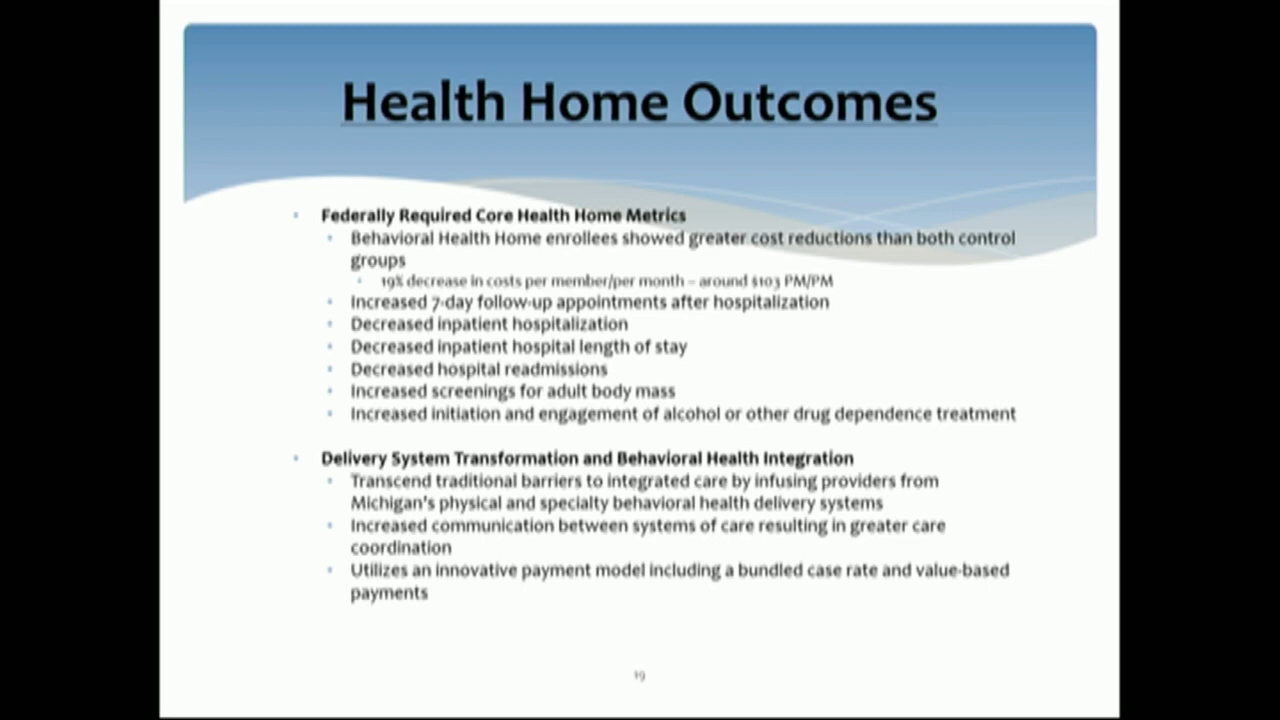 Health Home Outcomes
• Federally Required Core Health Home Metrics
• Behavioral Health Home enrollees showed greater cost reductions than both control
groups
• 19% decrease in costs per member/per month – around $103 PM/PM
• Increased 7-day follow-up appointments after hospitalization
• Decreased inpatient hospitalization
• Decreased inpatient hospital length of stay
• Decreased hospital readmissions
• Increased screenings for adult body mass
• Increased initiation and engagement of alcohol or other drug dependence treatment
• Delivery System Transformation and Behavioral Health Integration
• Transcend traditional barriers to integrated care by infusing providers from
Michigan's physical and specialty behavioral health delivery systems
• Increased communication between systems of care resulting in greater care
coordination
• Utilizes an innovative payment model including a bundled case rate and value-based
payments
19